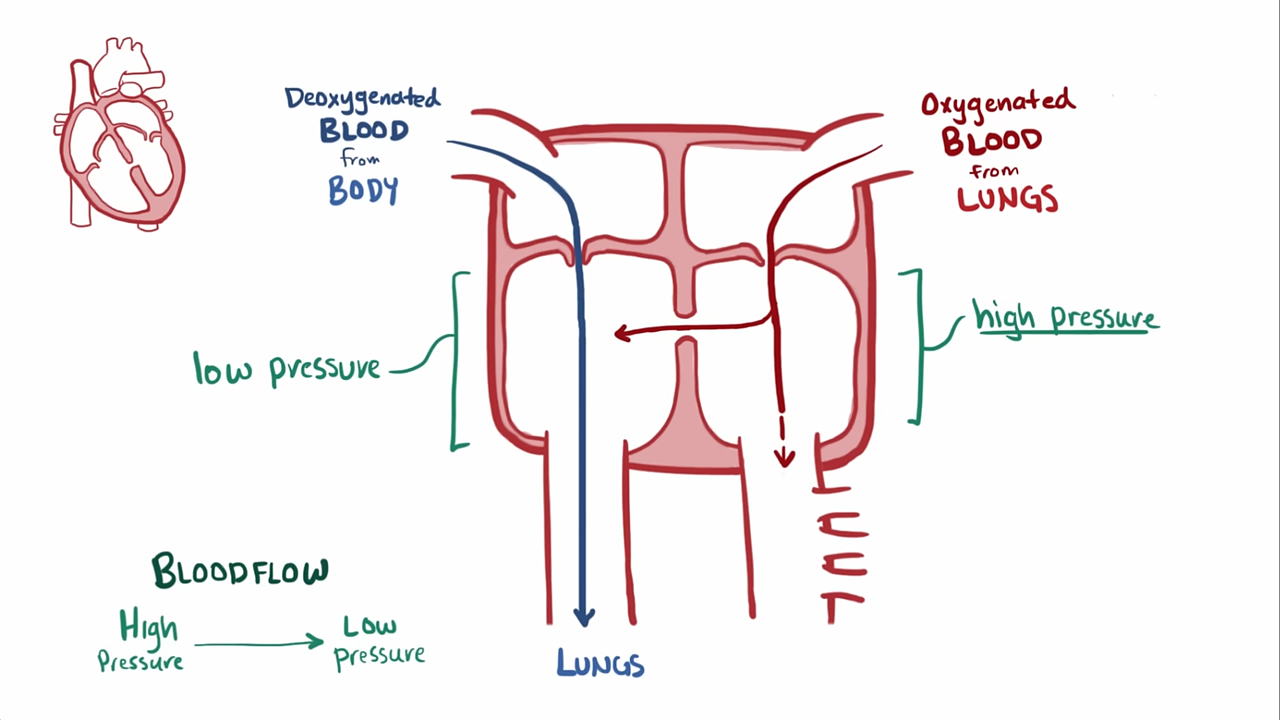 Deoxygenated
BLOOD
from
BODY
Oxygenated
BLOOD
from
LUNGS
low pressure
high pressure
BLOODFLOW
High
Pressure
Low
Pressure
LUNGS